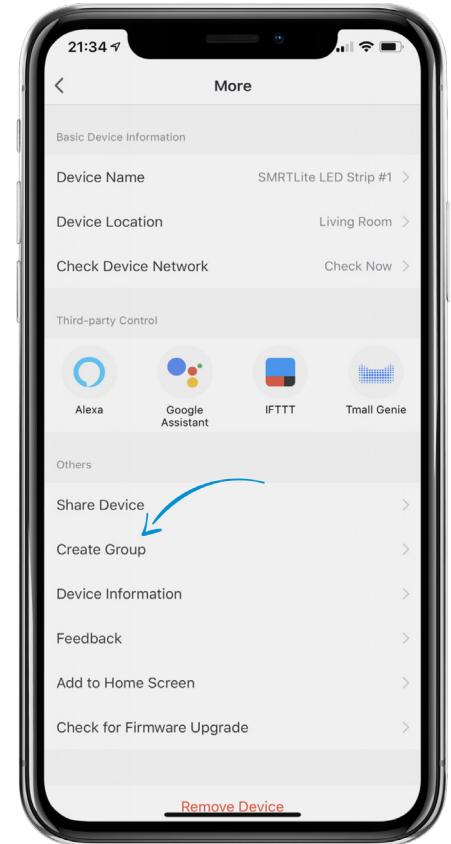 21:34
More
Basic Device Information
Device Name SMRTLite LED Strip #1
Device Location Living Room
Check Device Network Check Now
Third-party Control
Alexa Google Assistant IFTTT Tmall Genie
Others
Share Device
Create Group
Device Information
Feedback
Add to Home Screen
Check for Firmware Upgrade
Remove Device